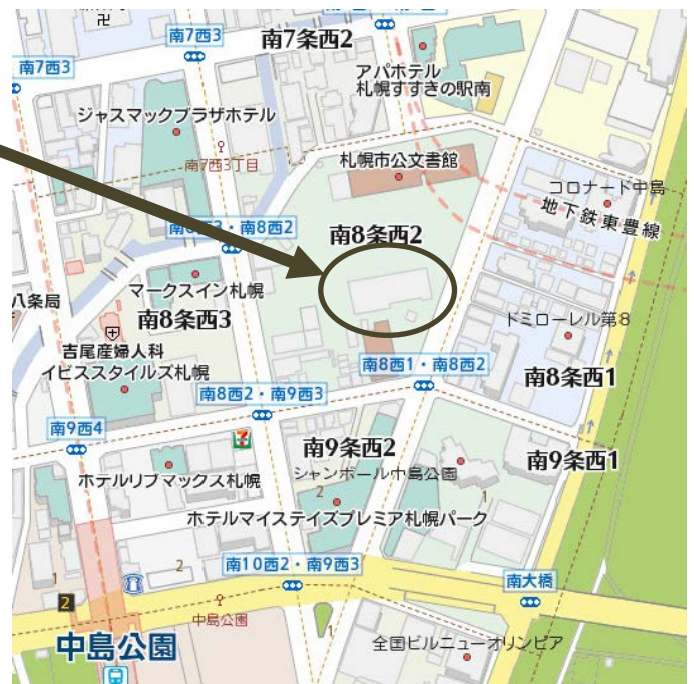 南7西3
南7西3
南7条西2
アパホテル
札幌すすきの駅南
ジャスマックプラザホテル
南7西3丁目
札幌市公文書館
コロナード中島
地下鉄東豊線
南8西3・南8西2
南8条西2
八条局
マークスイン札幌
南8条西3
ドミローレル第8
吉尾産婦人科
イビススタイルズ札幌
南8西1・南8西2
南8条西1
南8西2・南9西3
南9西4
南9条西2
南9条西1
シャンボール中島公園
2
1
ホテルリブマックス札幌
ホテルマイステイズプレミア札幌パーク
南10西2・南9西3
南大橋
1
2
2
中島公園
1
中島公園
全国ビルニューオリンピア